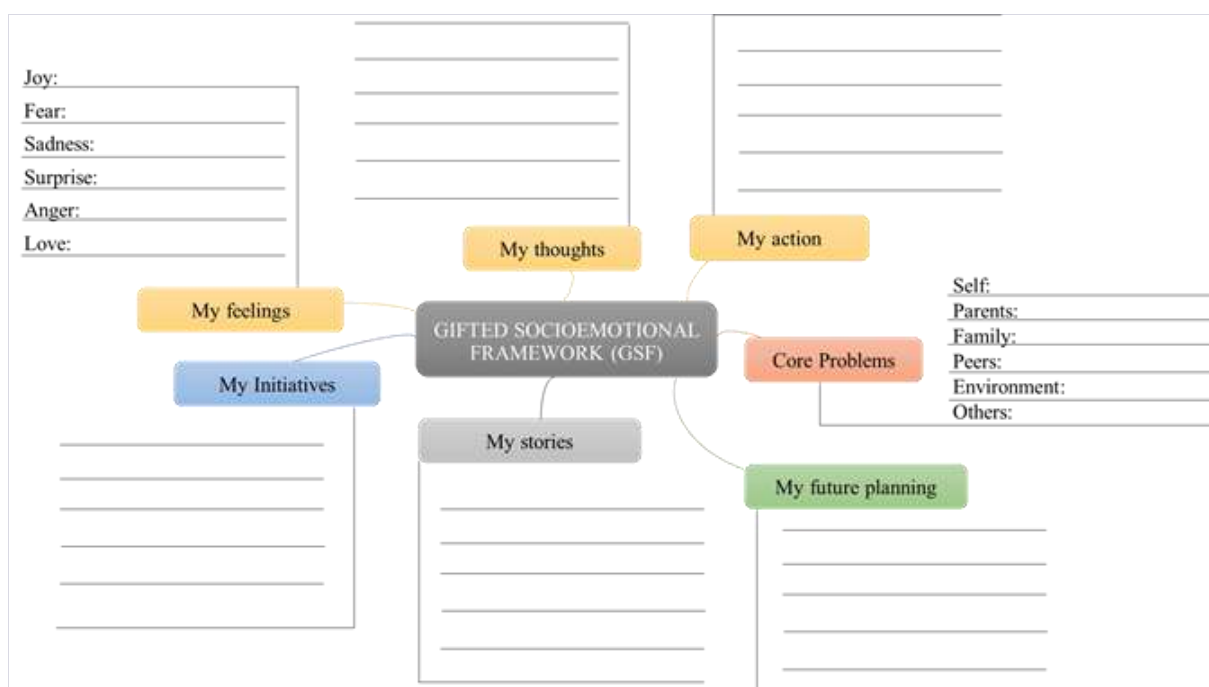 Joy:
Fear:
Sadness:
Surprise:
Anger:
Love:
My thoughts
My action
My feelings
GIFTED SOCIOEMOTIONAL
FRAMEWORK (GSF)
My Initiatives
Core Problems
Self:
Parents:
Family:
Peers:
Environment:
Others:
My stories
My future planning